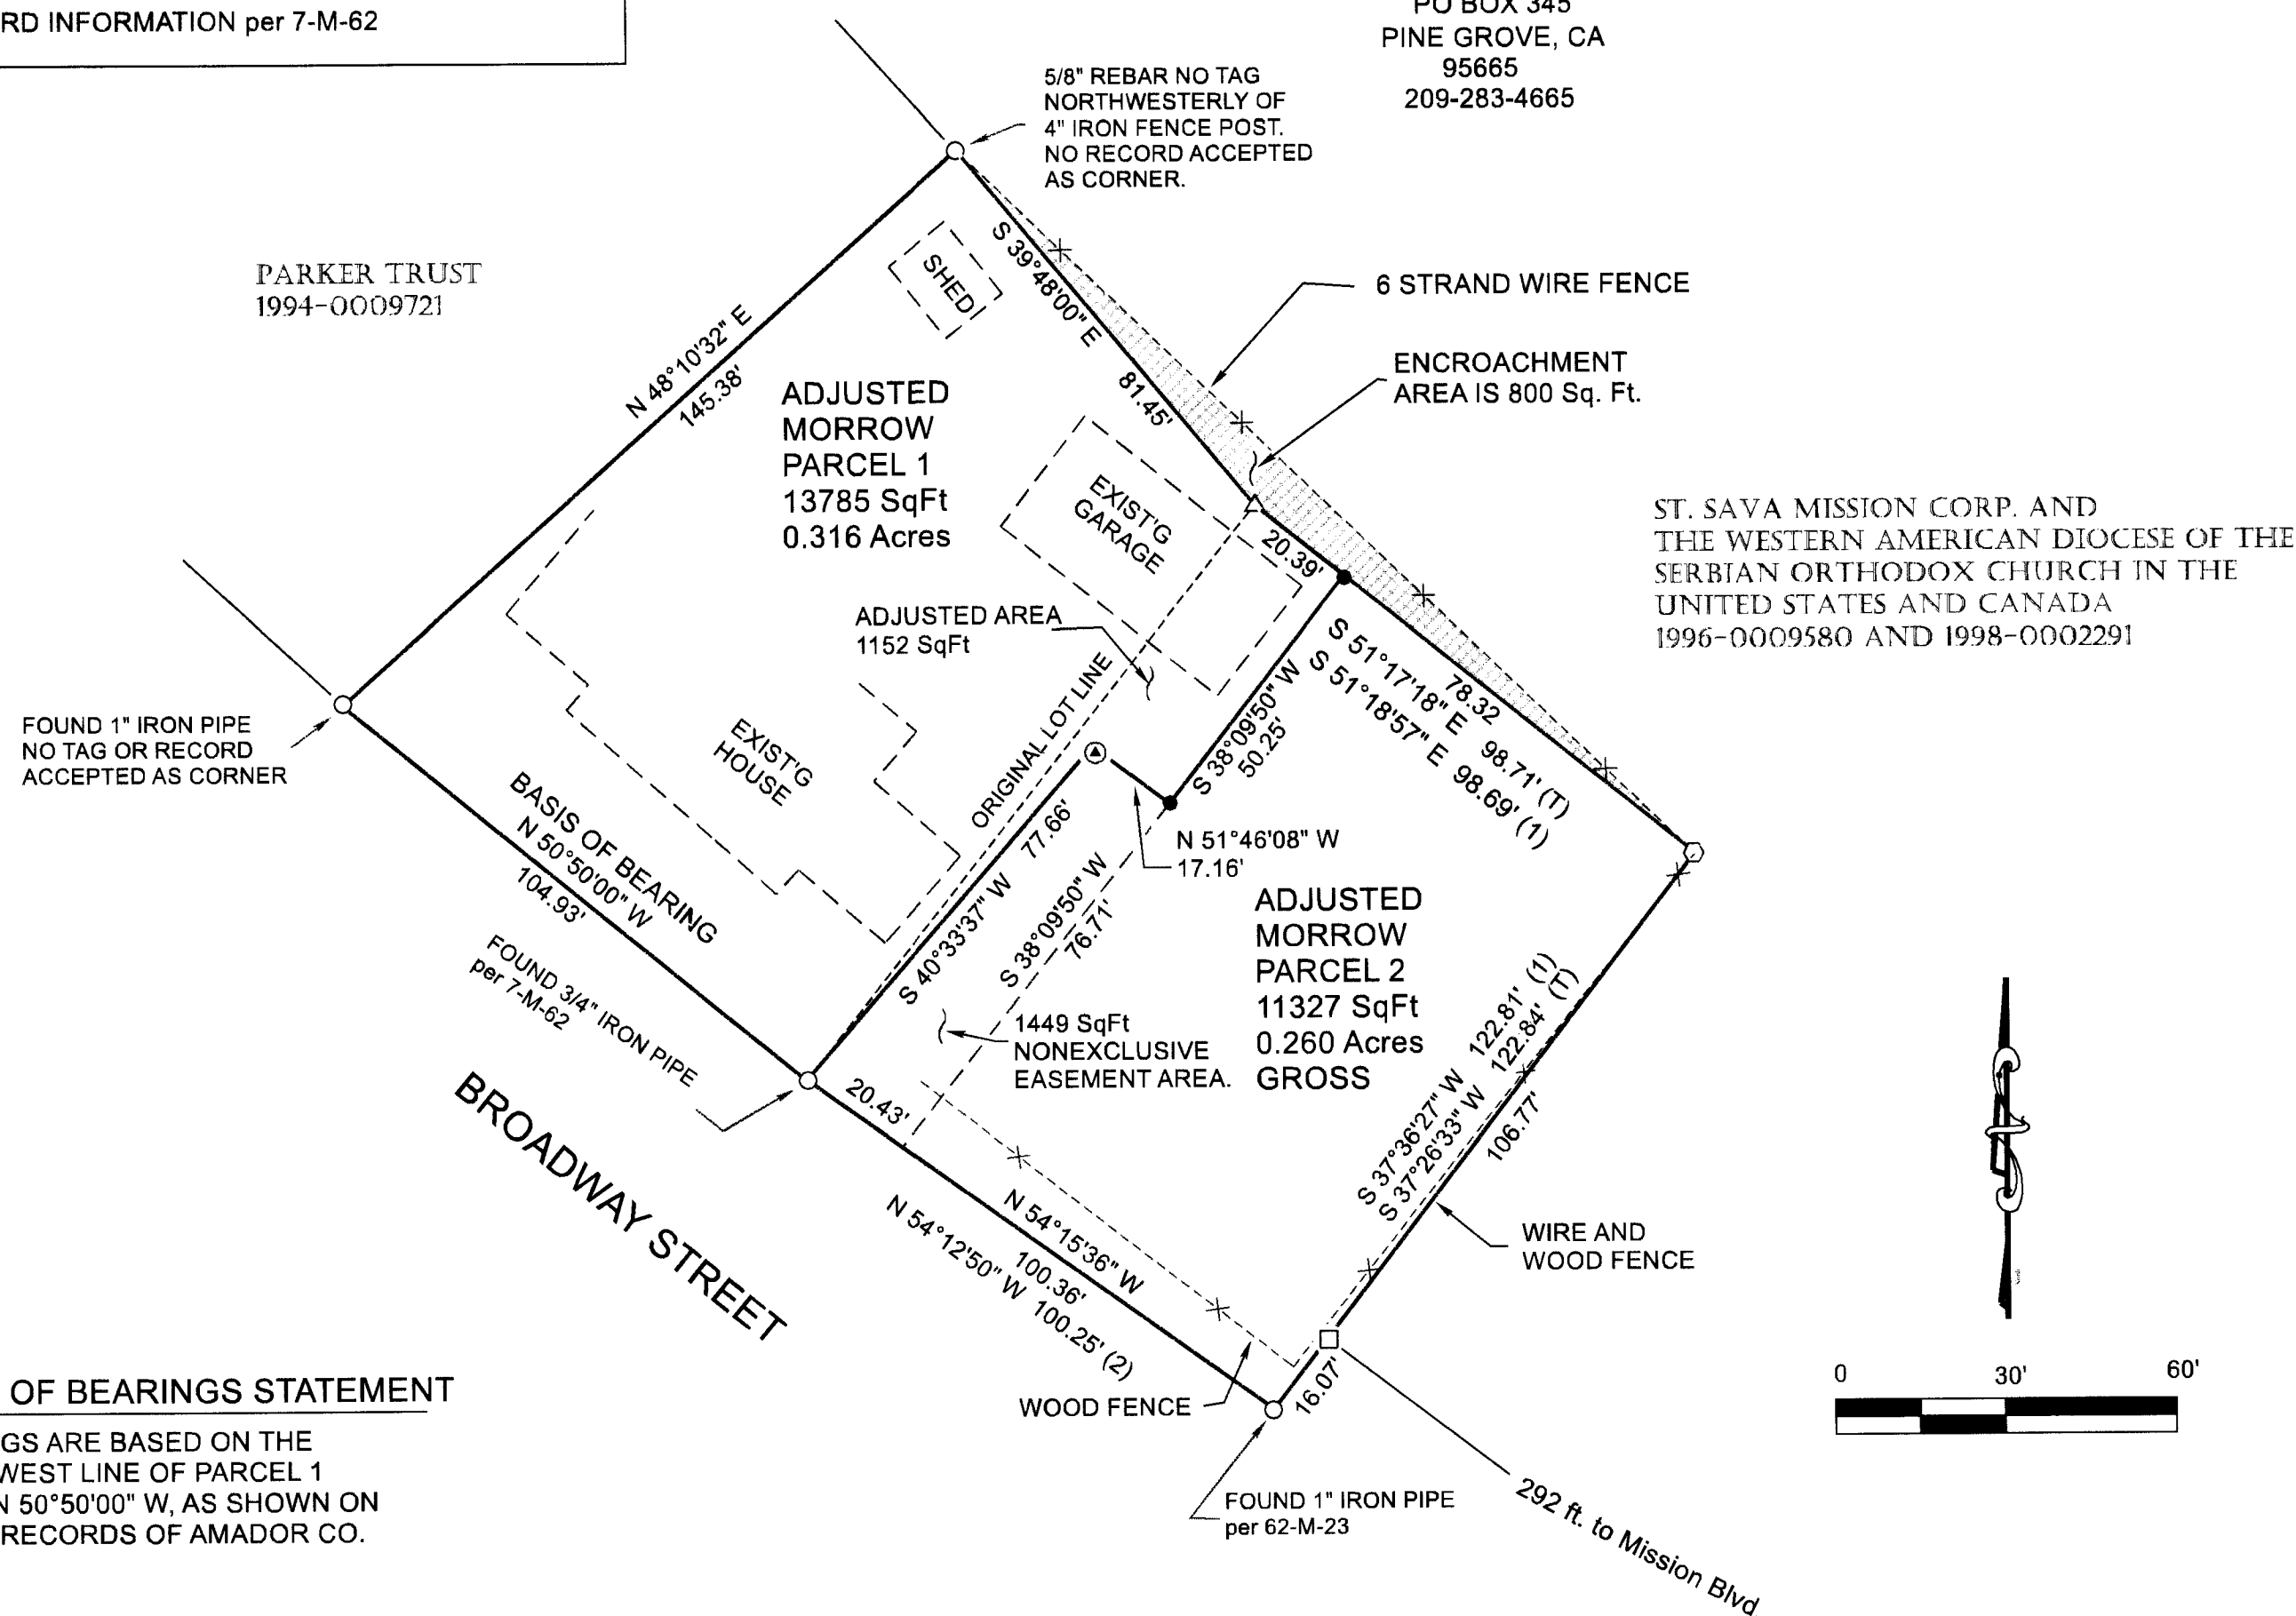 RD INFORMATION per 7-M-62
PO BOX 345
PINE GROVE, CA
95665
209-283-4665
5/8" REBAR NO TAG
NORTHWESTERLY OF
4" IRON FENCE POST.
NO RECORD ACCEPTED
AS CORNER.
PARKER TRUST
1994-0009721
N 48°10'32" E
145.38'
SHED
S 39°48'00" E
81.45'
6 STRAND WIRE FENCE
ENCROACHMENT
AREA IS 800 Sq. Ft.
ADJUSTED
MORROW
PARCEL 1
13785 SqFt
0.316 Acres
EXIST'G
GARAGE
20.39'
ST. SAVA MISSION CORP. AND
THE WESTERN AMERICAN DIOCESE OF THE
SERBIAN ORTHODOX CHURCH IN THE
UNITED STATES AND CANADA
1996-0009580 AND 1998-0002291
ADJUSTED AREA
1152 SqFt
ORIGINAL LOT LINE
S 38°09'50" W
50.25'
78.32
S 51°17'18" E 98.71' (T)
S 51°18'57" E 98.69' (1)
FOUND 1" IRON PIPE
NO TAG OR RECORD
ACCEPTED AS CORNER
EXIST'G
HOUSE
BASIS OF BEARING
N 50°50'00" W
104.93'
S 40°33'37" W 77.66'
N 51°46'08" W
17.16'
S 38°09'50" W
76.71'
ADJUSTED
MORROW
PARCEL 2
11327 SqFt
0.260 Acres
GROSS
FOUND 3/4" IRON PIPE
per 7-M-62
1449 SqFt
NONEXCLUSIVE
EASEMENT AREA.
20.43'
BROADWAY STREET
S 37°36'27" W 122.81' (1)
S 37°26'33" W 122.84' (T)
106.77'
WIRE AND
WOOD FENCE
N 54°15'36" W
100.36'
N 54°12'50" W 100.25' (2)
WOOD FENCE
16.07'
FOUND 1" IRON PIPE
per 62-M-23
292 ft. to Mission Blvd
0 30' 60'
OF BEARINGS STATEMENT
GS ARE BASED ON THE
WEST LINE OF PARCEL 1
N 50°50'00" W, AS SHOWN ON
RECORDS OF AMADOR CO.